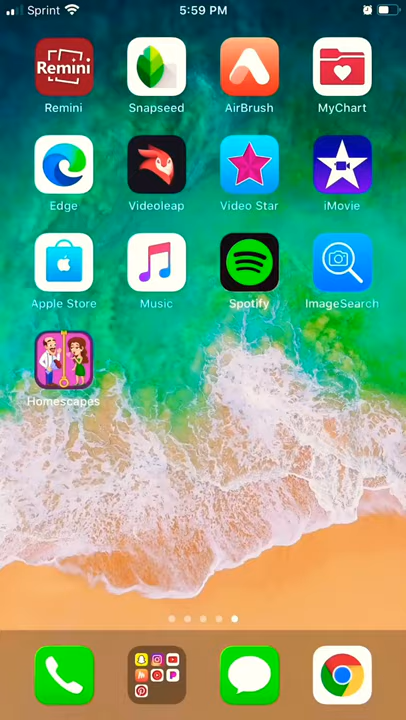 Sprint 5:59 PM
Remini
Remini Snapseed AirBrush MyChart
Edge Videoleap Video Star iMovie
Apple Store Music Spotify ImageSearch
Homescapes